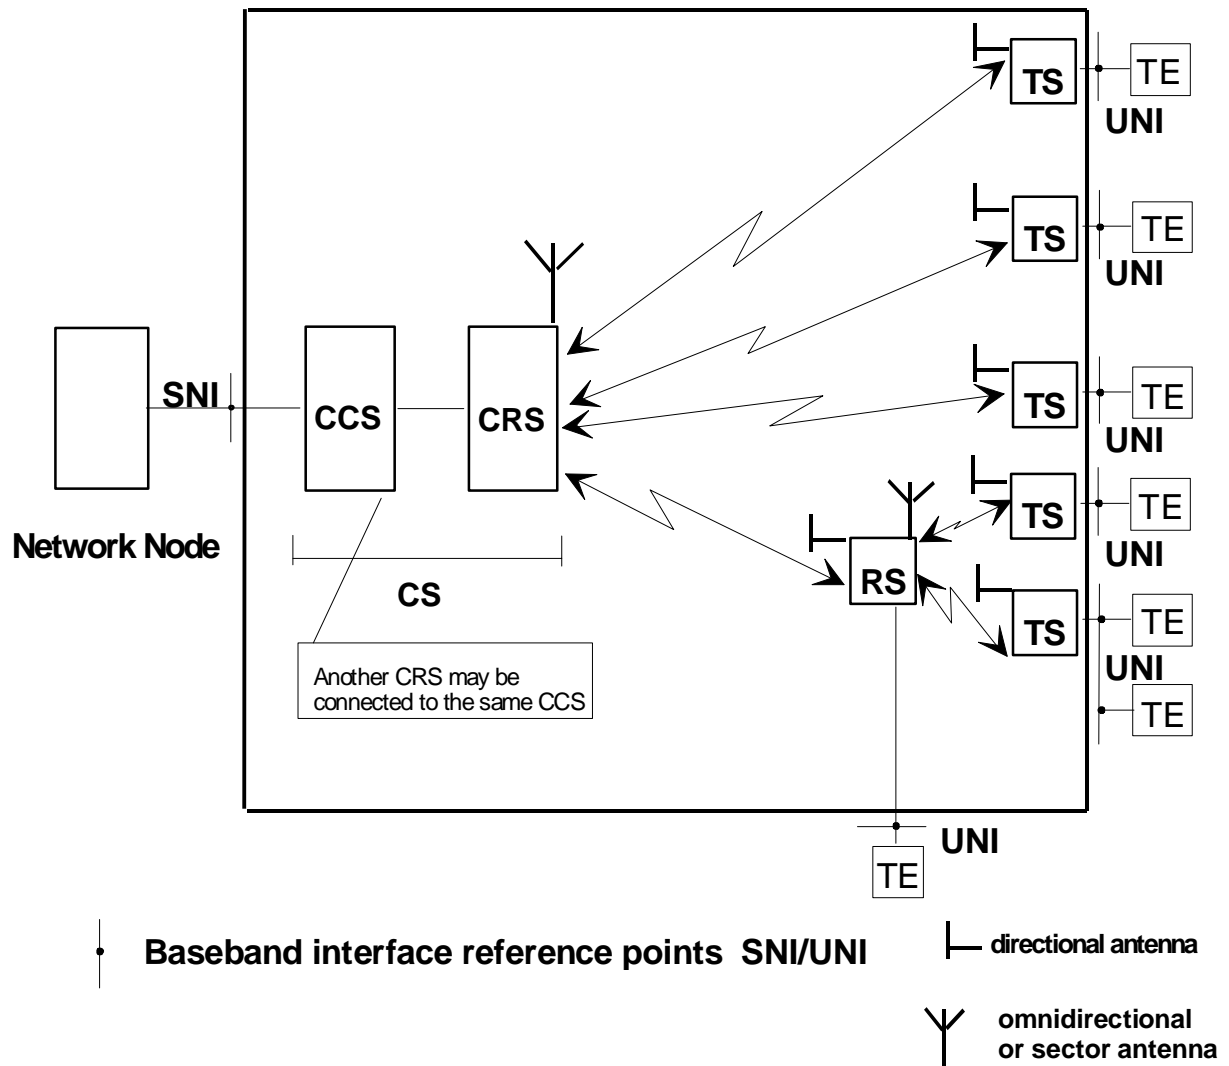 TS
TE
UNI
TS
TE
UNI
SNI
CCS
CRS
TS
TE
UNI
Network Node
TS
TE
UNI
CS
RS
TS
TE
UNI
Another CRS may be
connected to the same CCS
TE
UNI
TE
Baseband interface reference points SNI/UNI
directional antenna
omnidirectional
or sector antenna